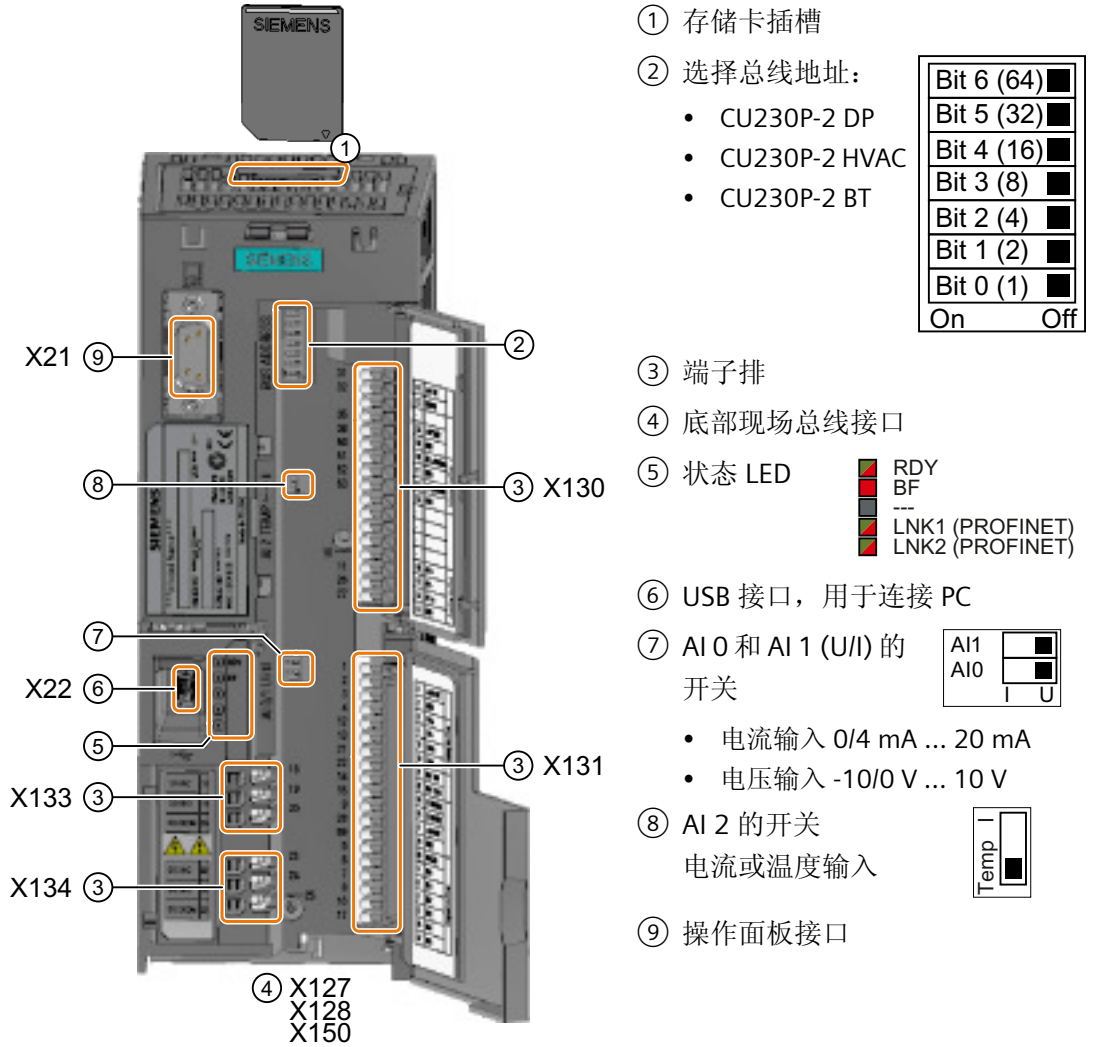 SIEMENS
①
SIEMENS
X21 ⑨
②
⑧
③ X130
SIEMENS
⑦
X22 ⑥
⑤
③ X131
X133 ③
X134 ③
④ X127
X128
X150
① 存储卡插槽
② 选择总线地址：
• CU230P-2 DP
• CU230P-2 HVAC
• CU230P-2 BT
Bit 6 (64)
Bit 5 (32)
Bit 4 (16)
Bit 3 (8)
Bit 2 (4)
Bit 1 (2)
Bit 0 (1)
On Off
③ 端子排
④ 底部现场总线接口
⑤ 状态 LED
RDY
BF
---
LNK1 (PROFINET)
LNK2 (PROFINET)
⑥ USB 接口，用于连接 PC
⑦ AI 0 和 AI 1 (U/I) 的
开关
AI1
AI0
I U
• 电流输入 0/4 mA … 20 mA
• 电压输入 -10/0 V … 10 V
⑧ AI 2 的开关
电流或温度输入
Temp I
⑨ 操作面板接口